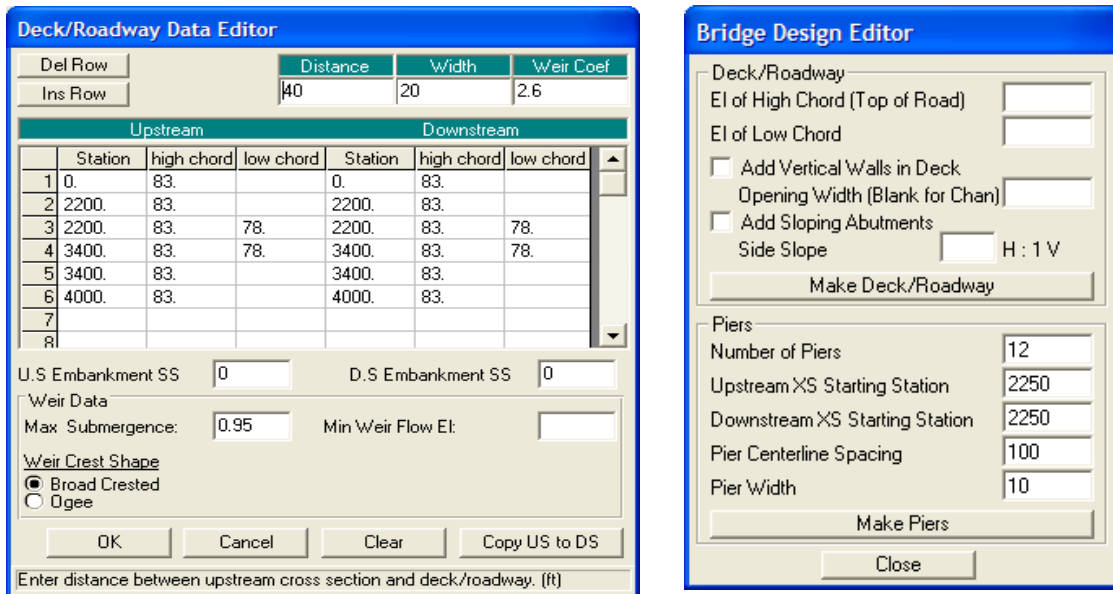 Deck/Roadway Data Editor
Del Row
Ins Row
Distance Width Weir Coef
40 20 2.6
Upstream Downstream
Station high chord low chord Station high chord low chord
1 0. 83. 0. 83.
2 2200. 83. 2200. 83.
3 2200. 83. 78. 2200. 83. 78.
4 3400. 83. 78. 3400. 83. 78.
5 3400. 83. 3400. 83.
6 4000. 83. 4000. 83.
7
8
U.S Embankment SS 0 D.S Embankment SS 0
Weir Data
Max Submergence: 0.95 Min Weir Flow El:
Weir Crest Shape
Broad Crested
Ogee
OK Cancel Clear Copy US to DS
Enter distance between upstream cross section and deck/roadway. (ft)
Bridge Design Editor
Deck/Roadway
El of High Chord (Top of Road)
El of Low Chord
Add Vertical Walls in Deck
Opening Width (Blank for Chan)
Add Sloping Abutments
Side Slope H : 1 V
Make Deck/Roadway
Piers
Number of Piers 12
Upstream XS Starting Station 2250
Downstream XS Starting Station 2250
Pier Centerline Spacing 100
Pier Width 10
Make Piers
Close